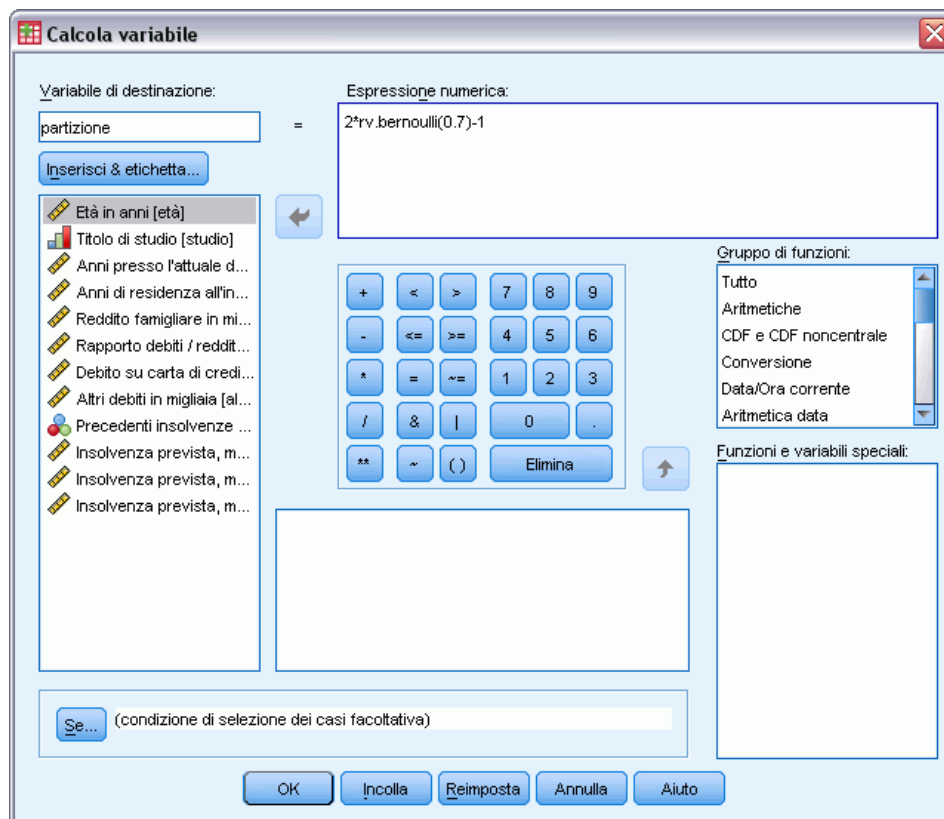 Calcola variabile
Variabile di destinazione:
partizione
=
Espressione numerica:
2*rv.bernoulli(0.7)-1
Inserisci & etichetta...
Età in anni [età]
Titolo di studio [studio]
Anni presso l'attuale d...
Anni di residenza all'in...
Reddito famigliare in mi...
Rapporto debiti / reddit...
Debito su carta di credi...
Altri debiti in migliaia [al...
Precedenti insolvenze ...
Insolvenza prevista, m...
Insolvenza prevista, m...
Insolvenza prevista, m...
+ < > 7 8 9
- <= >= 4 5 6
* = ~= 1 2 3
/ & | 0 .
** ~ ( ) Elimina
Gruppo di funzioni:
Tutto
Aritmetiche
CDF e CDF noncentrale
Conversione
Data/Ora corrente
Aritmetica data
Funzioni e variabili speciali:
Se... (condizione di selezione dei casi facoltativa)
OK Incolla Reimposta Annulla Aiuto